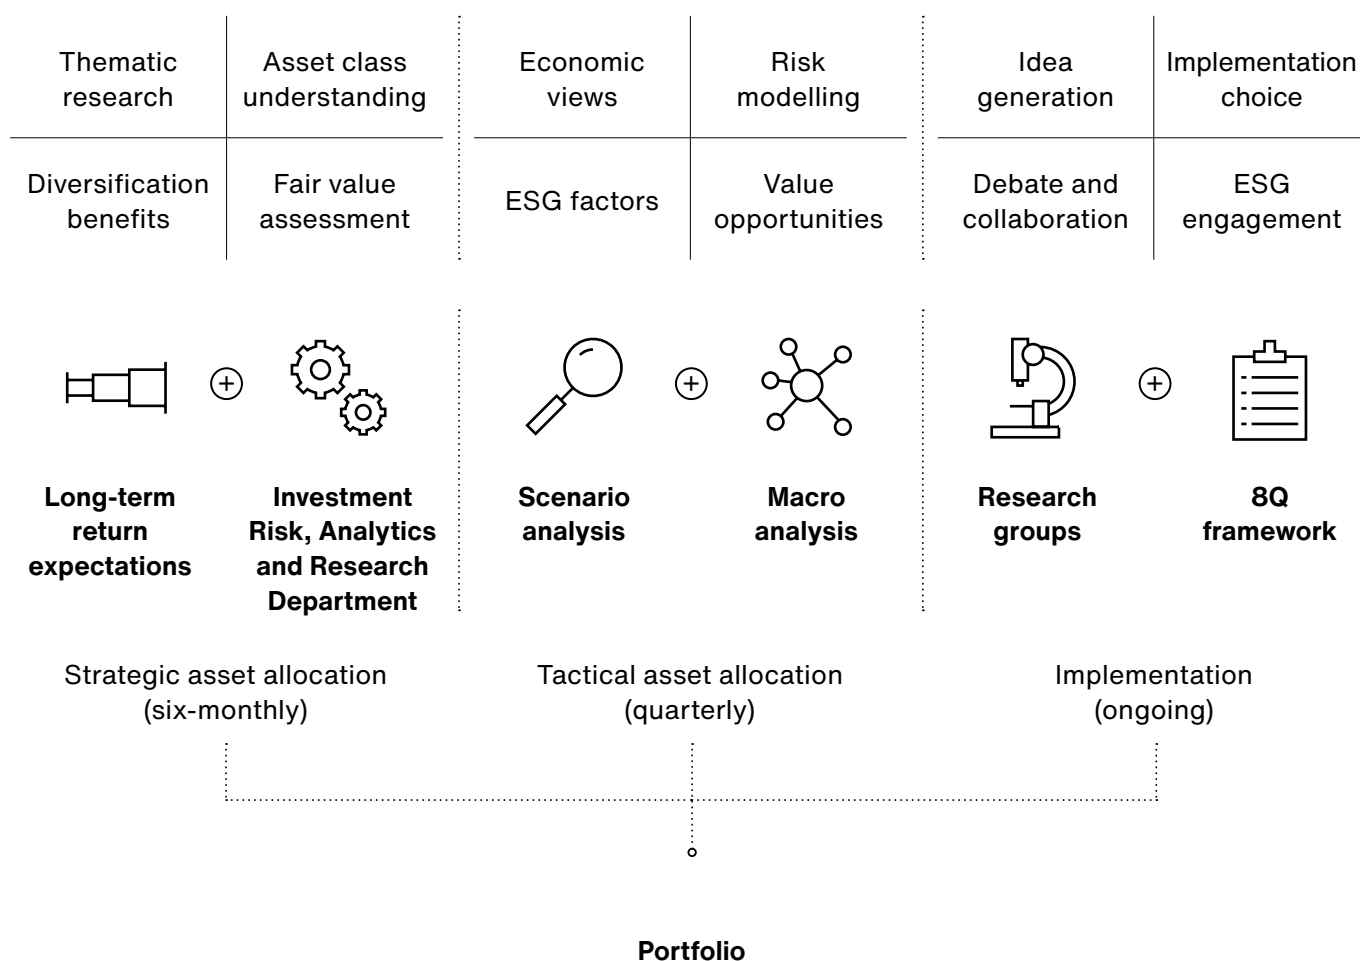 Thematic
research
Asset class
understanding
Economic
views
Risk
modelling
Idea
generation
Implementation
choice
Diversification
benefits
Fair value
assessment
ESG factors
Value
opportunities
Debate and
collaboration
ESG
engagement
Long-term
return
expectations
Investment
Risk, Analytics
and Research
Department
Scenario
analysis
Macro
analysis
Research
groups
8Q
framework
Strategic asset allocation
(six-monthly)
Tactical asset allocation
(quarterly)
Implementation
(ongoing)
Portfolio